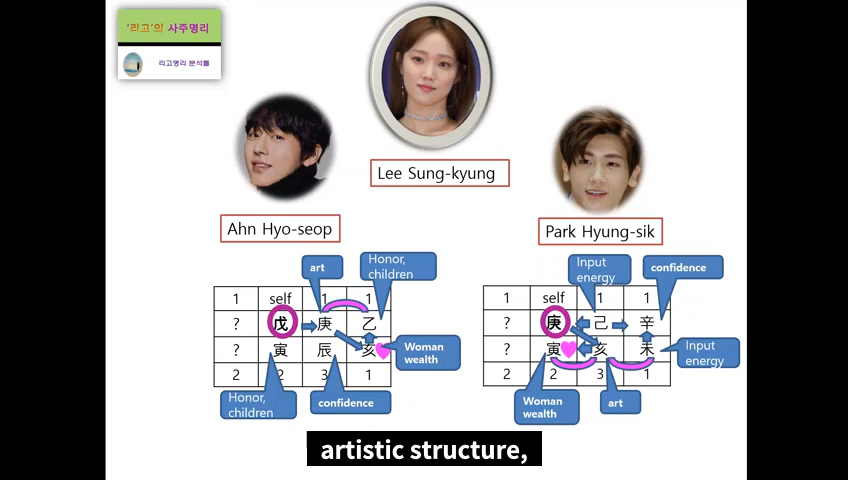 '리고'의 사주명리
리고명리 분석틀
Lee Sung-kyung
Ahn Hyo-seop
Park Hyung-sik
art
Honor,
children
1 self 1 1
? 戊 庚 乙
? 寅 辰 亥
2 2 3 1
Woman
wealth
Honor,
children
confidence
Input
energy
confidence
1 self 1 1
? 庚 己 辛
? 寅 亥 未
2 2 3 1
Input
energy
Woman
wealth
art
artistic structure,